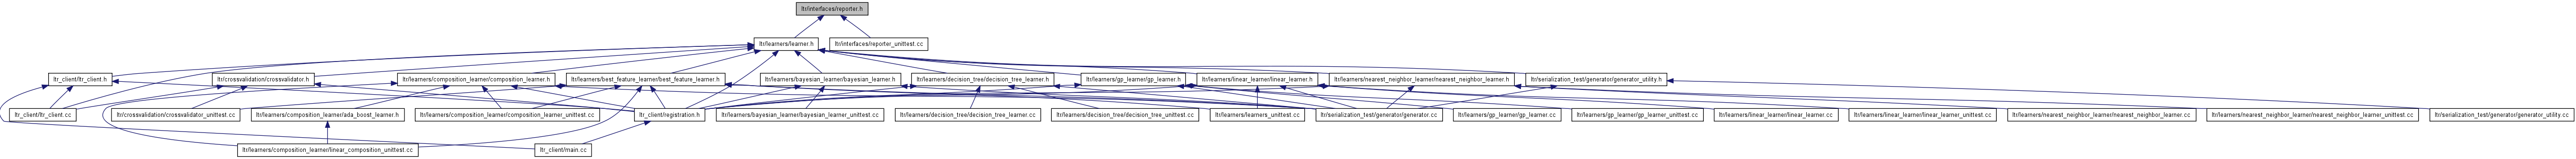 ltr/interfaces/reporter.h
ltr/learners/learner.h
ltr/interfaces/reporter_unittest.cc
ltr_client/ltr_client.h
ltr/crossvalidation/crossvalidator.h
ltr/learners/composition_learner/composition_learner.h
ltr/learners/best_feature_learner/best_feature_learner.h
ltr/learners/bayesian_learner/bayesian_learner.h
ltr/learners/decision_tree/decision_tree_learner.h
ltr/learners/gp_learner/gp_learner.h
ltr/learners/linear_learner/linear_learner.h
ltr/learners/nearest_neighbor_learner/nearest_neighbor_learner.h
ltr/serialization_test/generator/generator_utility.h
ltr_client/ltr_client.cc
ltr/crossvalidation/crossvalidator_unittest.cc
ltr/learners/composition_learner/ada_boost_learner.h
ltr/learners/composition_learner/composition_learner_unittest.cc
ltr_client/registration.h
ltr/learners/bayesian_learner/bayesian_learner_unittest.cc
ltr/learners/decision_tree/decision_tree_learner.cc
ltr/learners/decision_tree/decision_tree_unittest.cc
ltr/learners/learners_unittest.cc
ltr/serialization_test/generator/generator.cc
ltr/learners/gp_learner/gp_learner.cc
ltr/learners/gp_learner/gp_learner_unittest.cc
ltr/learners/linear_learner/linear_learner.cc
ltr/learners/linear_learner/linear_learner_unittest.cc
ltr/learners/nearest_neighbor_learner/nearest_neighbor_learner.cc
ltr/learners/nearest_neighbor_learner/nearest_neighbor_learner_unittest.cc
ltr/serialization_test/generator/generator_utility.cc
ltr/learners/composition_learner/linear_composition_unittest.cc
ltr_client/main.cc